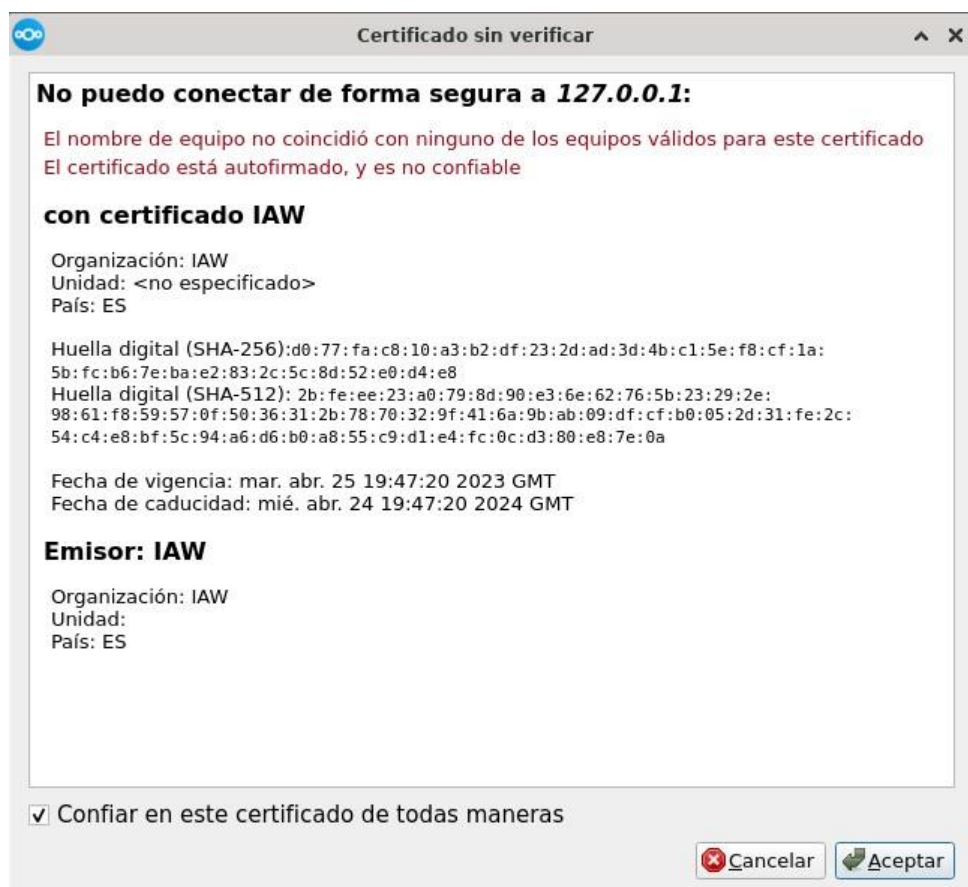 Certificado sin verificar
No puedo conectar de forma segura a 127.0.0.1:
El nombre de equipo no coincidió con ninguno de los equipos válidos para este certificado
El certificado está autofirmado, y es no confiable
con certificado IAW
Organización: IAW
Unidad: <no especificado>
País: ES
Huella digital (SHA-256):d0:77:fa:c8:10:a3:b2:df:23:2d:ad:3d:4b:c1:5e:f8:cf:1a:
5b:fc:b6:7e:ba:e2:83:2c:5c:8d:52:e0:d4:e8
Huella digital (SHA-512): 2b:fe:ee:23:a0:79:8d:90:e3:6e:62:76:5b:23:29:2e:
98:61:f8:59:57:0f:50:36:31:2b:78:70:32:9f:41:6a:9b:ab:09:df:cf:b0:05:2d:31:fe:2c:
54:c4:e8:bf:5c:94:a6:d6:b0:a8:55:c9:d1:e4:fc:0c:d3:80:e8:7e:0a
Fecha de vigencia: mar. abr. 25 19:47:20 2023 GMT
Fecha de caducidad: mié. abr. 24 19:47:20 2024 GMT
Emisor: IAW
Organización: IAW
Unidad:
País: ES
Confiar en este certificado de todas maneras
Cancelar Aceptar